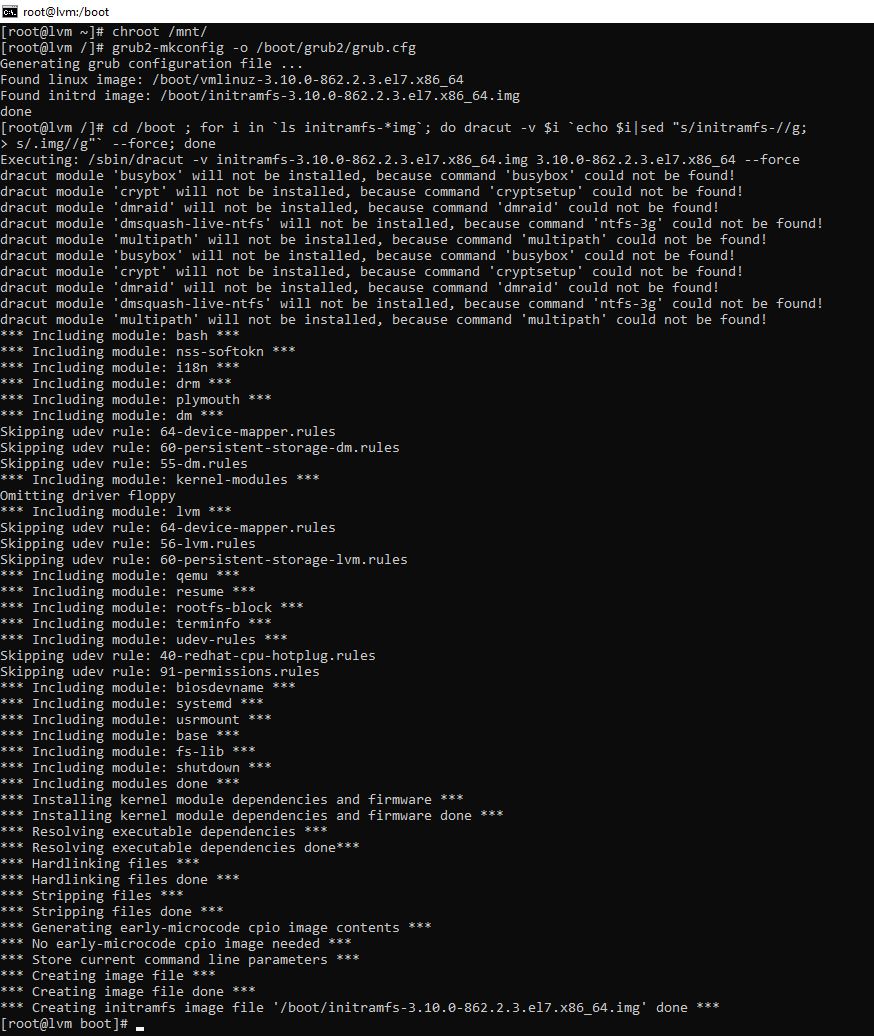 root@lvm:/boot
[root@lvm ~]# chroot /mnt/
[root@lvm /]# grub2-mkconfig -o /boot/grub2/grub.cfg
Generating grub configuration file ...
Found linux image: /boot/vmlinuz-3.10.0-862.2.3.el7.x86_64
Found initrd image: /boot/initramfs-3.10.0-862.2.3.el7.x86_64.img
done
[root@lvm /]# cd /boot ; for i in `ls initramfs-*img`; do dracut -v $i `echo $i|sed "s/initramfs-//g;
> s/.img//g"` --force; done
Executing: /sbin/dracut -v initramfs-3.10.0-862.2.3.el7.x86_64.img 3.10.0-862.2.3.el7.x86_64 --force
dracut module 'busybox' will not be installed, because command 'busybox' could not be found!
dracut module 'crypt' will not be installed, because command 'cryptsetup' could not be found!
dracut module 'dmraid' will not be installed, because command 'dmraid' could not be found!
dracut module 'dmsquash-live-ntfs' will not be installed, because command 'ntfs-3g' could not be found!
dracut module 'multipath' will not be installed, because command 'multipath' could not be found!
dracut module 'busybox' will not be installed, because command 'busybox' could not be found!
dracut module 'crypt' will not be installed, because command 'cryptsetup' could not be found!
dracut module 'dmraid' will not be installed, because command 'dmraid' could not be found!
dracut module 'dmsquash-live-ntfs' will not be installed, because command 'ntfs-3g' could not be found!
dracut module 'multipath' will not be installed, because command 'multipath' could not be found!
*** Including module: bash ***
*** Including module: nss-softokn ***
*** Including module: i18n ***
*** Including module: drm ***
*** Including module: plymouth ***
*** Including module: dm ***
Skipping udev rule: 64-device-mapper.rules
Skipping udev rule: 60-persistent-storage-dm.rules
Skipping udev rule: 55-dm.rules
*** Including module: kernel-modules ***
Omitting driver floppy
*** Including module: lvm ***
Skipping udev rule: 64-device-mapper.rules
Skipping udev rule: 56-lvm.rules
Skipping udev rule: 60-persistent-storage-lvm.rules
*** Including module: qemu ***
*** Including module: resume ***
*** Including module: rootfs-block ***
*** Including module: terminfo ***
*** Including module: udev-rules ***
Skipping udev rule: 40-redhat-cpu-hotplug.rules
Skipping udev rule: 91-permissions.rules
*** Including module: biosdevname ***
*** Including module: systemd ***
*** Including module: usrmount ***
*** Including module: base ***
*** Including module: fs-lib ***
*** Including module: shutdown ***
*** Including modules done ***
*** Installing kernel module dependencies and firmware ***
*** Installing kernel module dependencies and firmware done ***
*** Resolving executable dependencies ***
*** Resolving executable dependencies done***
*** Hardlinking files ***
*** Hardlinking files done ***
*** Stripping files ***
*** Stripping files done ***
*** Generating early-microcode cpio image contents ***
*** No early-microcode cpio image needed ***
*** Store current command line parameters ***
*** Creating image file ***
*** Creating image file done ***
*** Creating initramfs image file '/boot/initramfs-3.10.0-862.2.3.el7.x86_64.img' done ***
[root@lvm boot]#